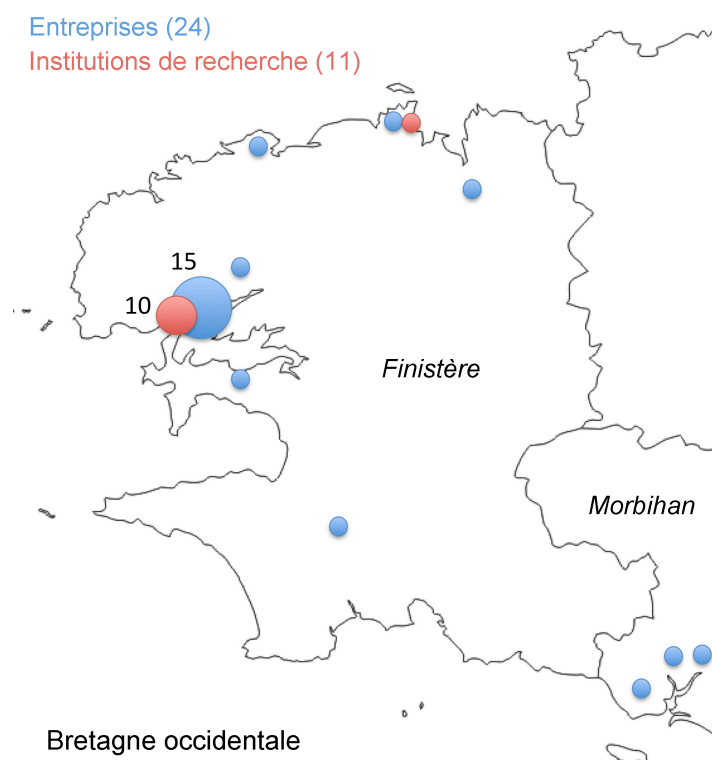 Entreprises (24)
Institutions de recherche (11)
15
10
Finistère
Morbihan
Bretagne occidentale